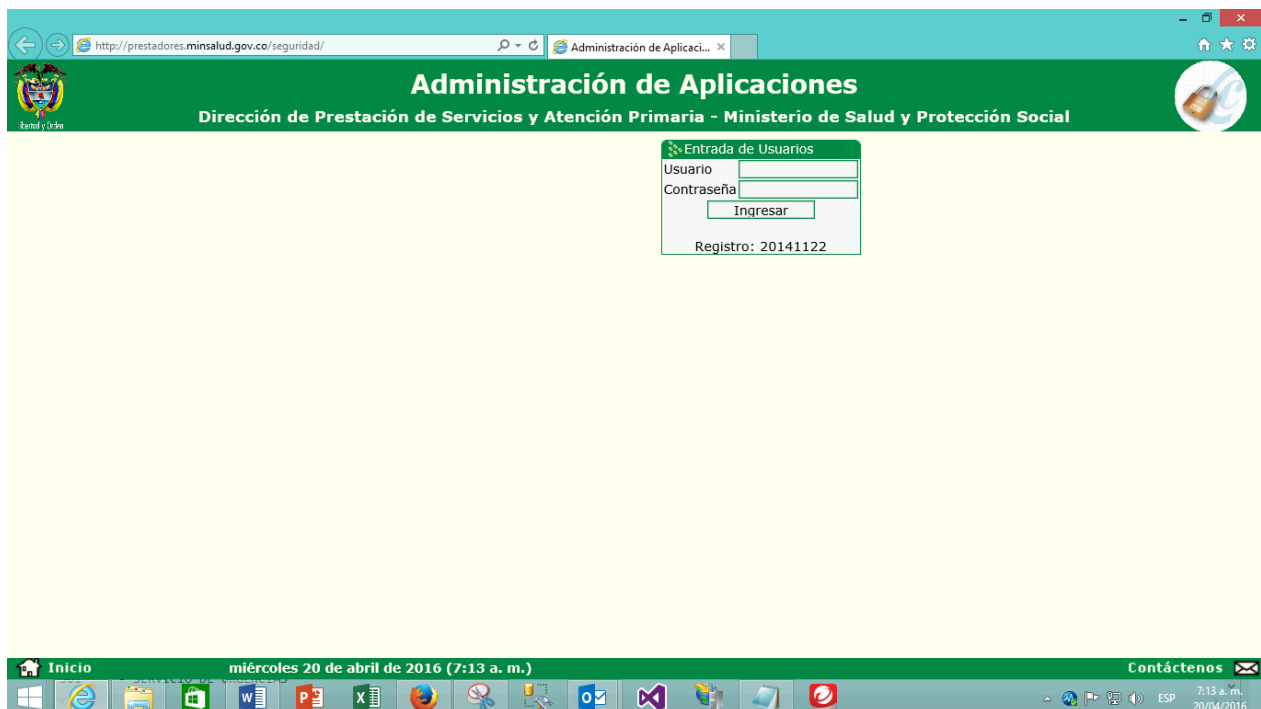 http://prestadores.minsalud.gov.co/seguridad/
Administración de Aplicaci...
Administración de Aplicaciones
Dirección de Prestación de Servicios y Atención Primaria - Ministerio de Salud y Protección Social
Entrada de Usuarios
Usuario
Contraseña
Ingresar
Registro: 20141122
Inicio
miércoles 20 de abril de 2016 (7:13 a. m.)
Contáctenos
ESP
7:13 a. m.
20/04/2016